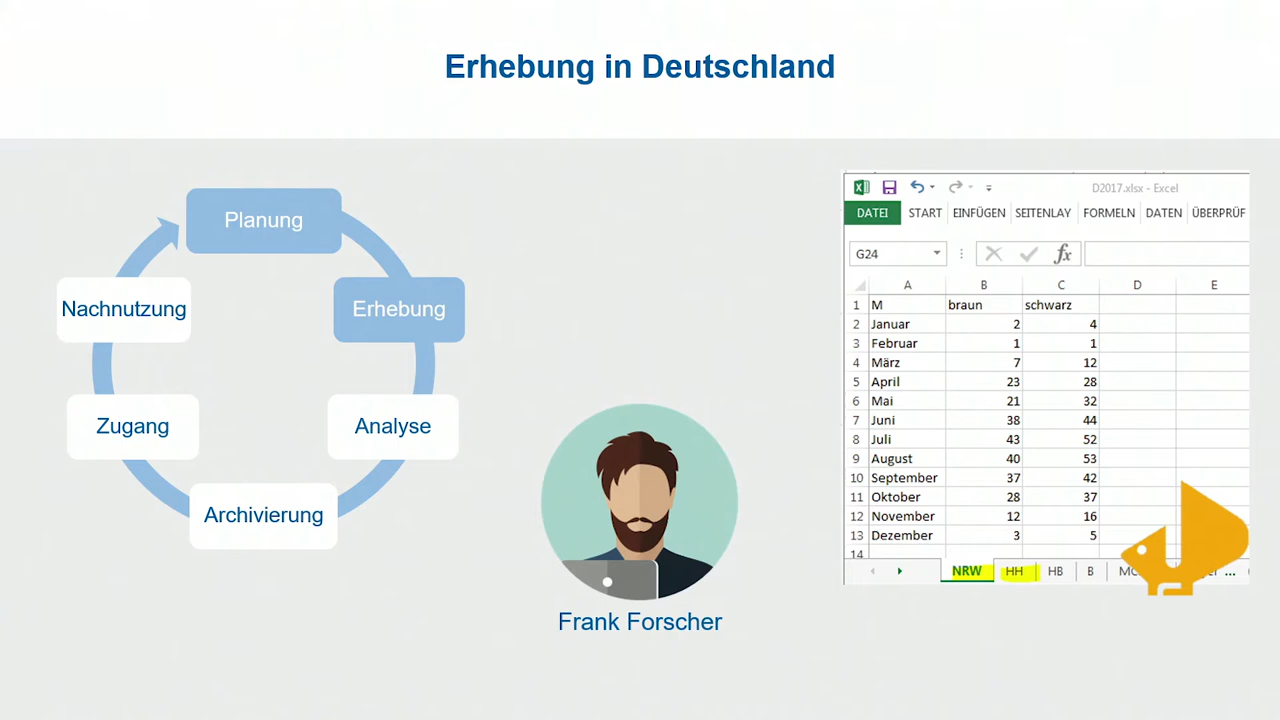 Erhebung in Deutschland
Planung
Erhebung
Analyse
Archivierung
Zugang
Nachnutzung
Frank Forscher
D2017.xlsx - Excel
DATEI START EINFÜGEN SEITENLAY FORMELN DATEN ÜBERPRÜF
G24 fx
A B C D E
1 M braun schwarz
2 Januar 2 4
3 Februar 1 1
4 März 7 12
5 April 23 28
6 Mai 21 32
7 Juni 38 44
8 Juli 43 52
9 August 40 53
10 September 37 42
11 Oktober 28 37
12 November 12 16
13 Dezember 3 5
14
NRW HH HB B ...